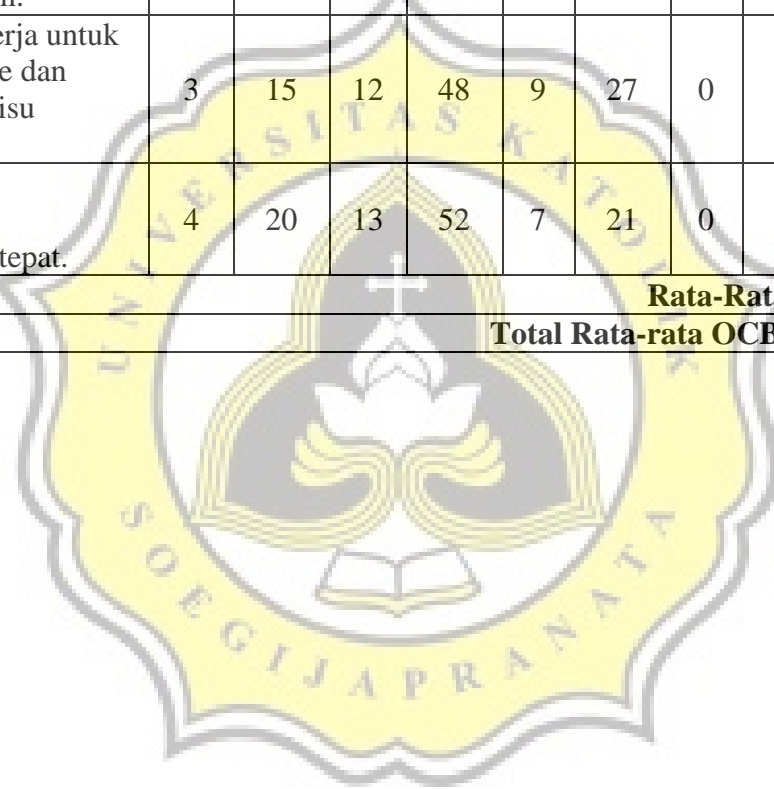 erja untuk
e dan
isu
3 15 12 48 9 27 0
tepat.
4 20 13 52 7 21 0
Rata-Rat
Total Rata-rata OCB
UNIVERSITAS KATOLIK
SOEGIJAPRANATA